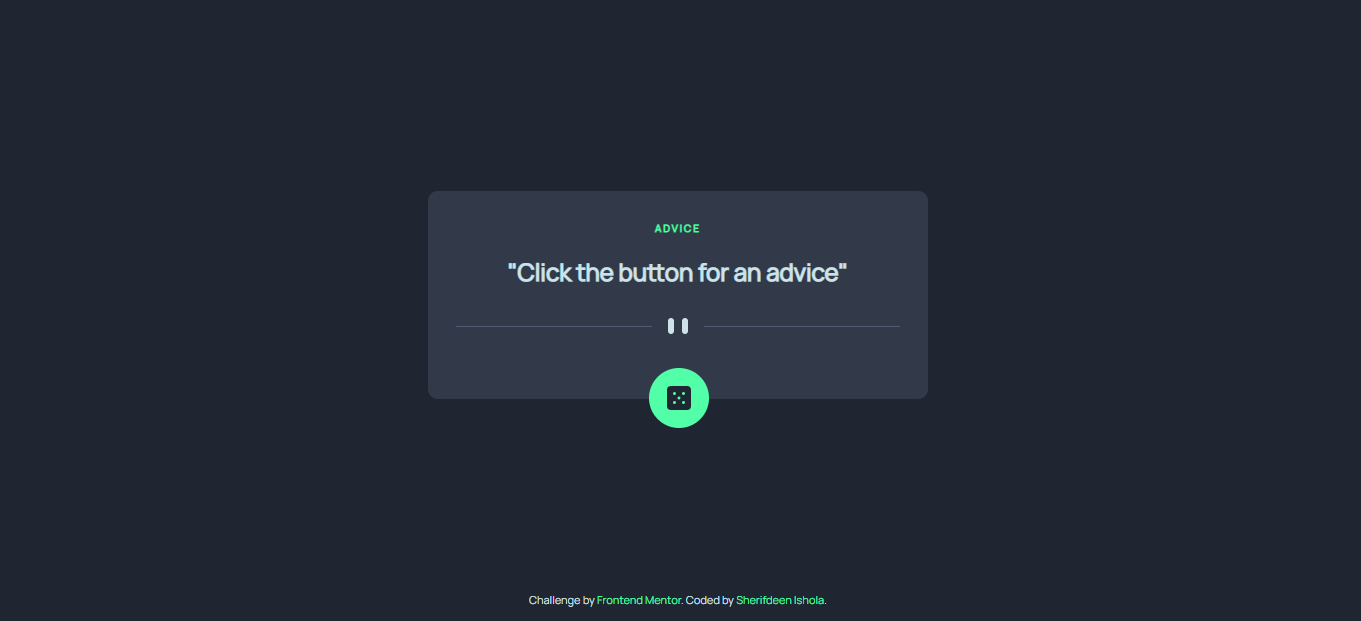 ADVICE
"Click the button for an advice"
Challenge by Frontend Mentor. Coded by Sherifdeen Ishola.